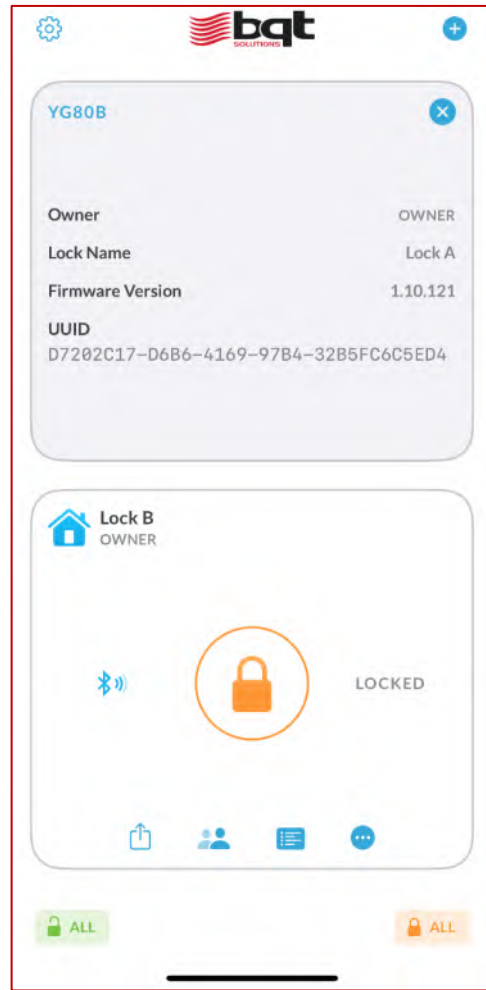 bqt
SOLUTIONS
YG80B
Owner OWNER
Lock Name Lock A
Firmware Version 1.10.121
UUID
D7202C17-D6B6-4169-97B4-32B5FC6C5ED4
Lock B
OWNER
LOCKED
ALL ALL